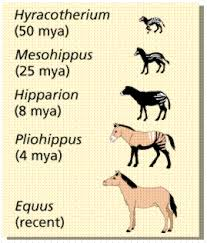 Hyracotherium
(50 mya)
Mesohippus
(25 mya)
Hipparion
(8 mya)
Pliohippus
(4 mya)
Equus
(recent)